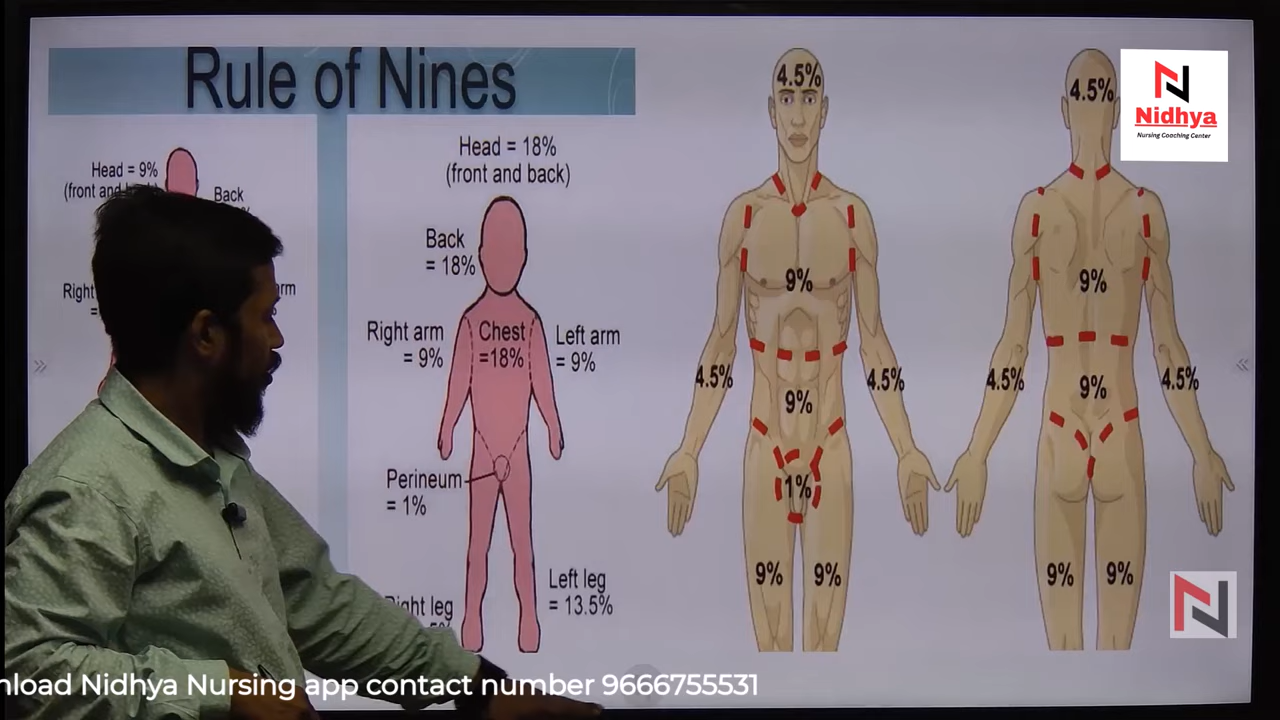 Rule of Nines
Head = 9%
(front and
Back
Right
arm
Head = 18%
(front and back)
Back
= 18%
Right arm
= 9%
Chest
=18%
Left arm
= 9%
Perineum
= 1%
Left leg
= 13.5%
Right leg
4.5%
9%
4.5%
4.5%
9%
1%
9%
9%
4.5%
9%
4.5%
4.5%
9%
9%
9%
Nidhya
Nursing Coaching Center
nload Nidhya Nursing app contact number 9666755531